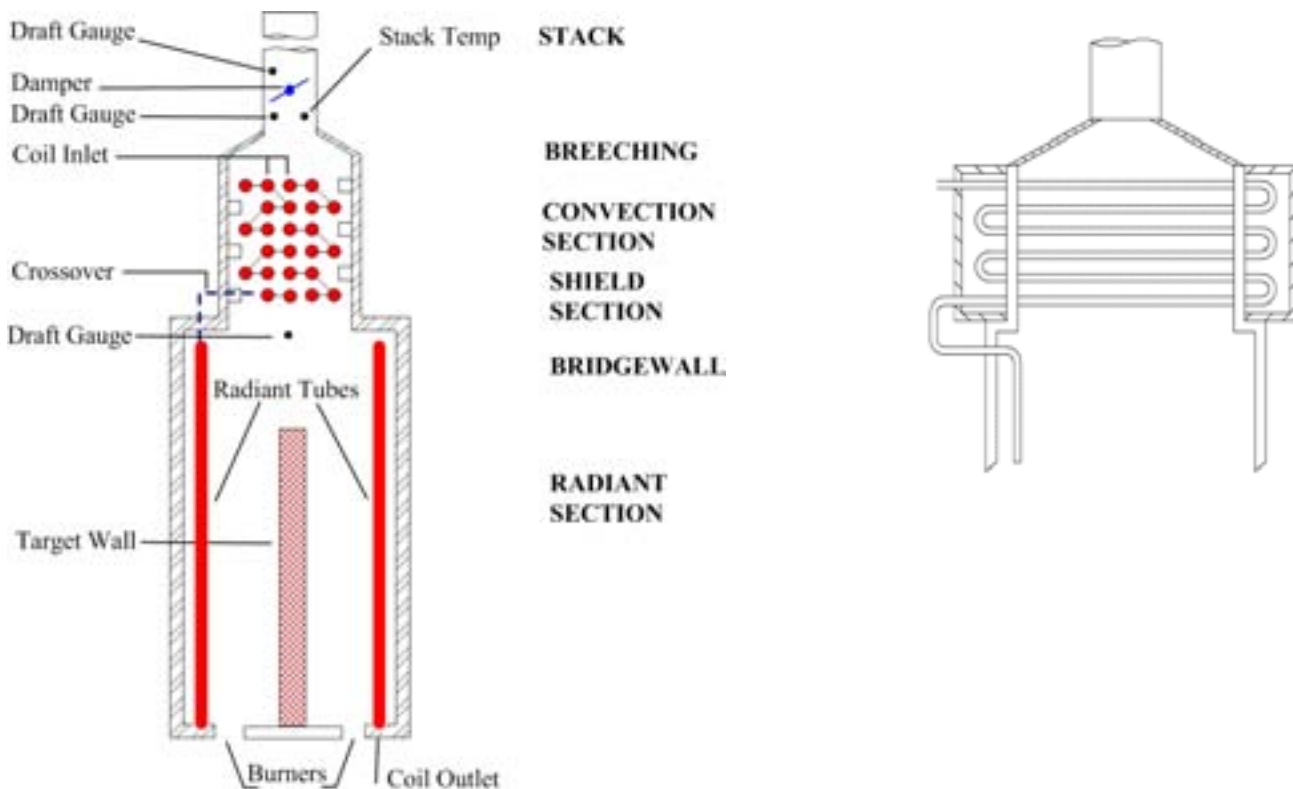 Draft Gauge
Stack Temp
STACK
Damper
Draft Gauge
Coil Inlet
BREECHING
CONVECTION
SECTION
Crossover
SHIELD
SECTION
Draft Gauge
BRIDGEWALL
Radiant Tubes
RADIANT
SECTION
Target Wall
Burners
Coil Outlet